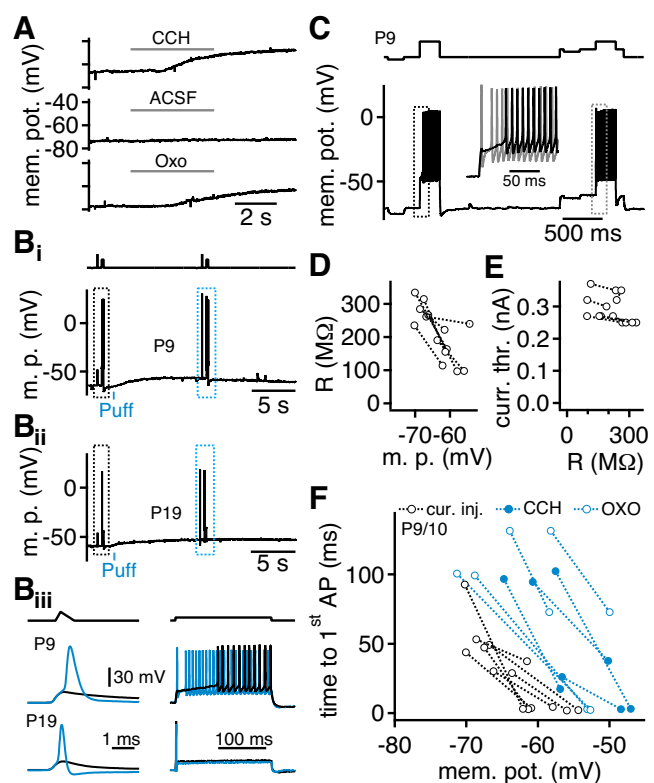 A
CCH
ACSF
Oxo
-40
-60
-80
mem. pot. (mV)
2 s
Bi
0
-50
m. p. (mV)
P9
Puff
5 s
Bii
0
-50
m. p. (mV)
P19
Puff
5 s
Biii
P9
30 mV
P19
1 ms
100 ms
C
P9
0
-50
mem. pot. (mV)
50 ms
500 ms
D
300
200
100
0
R (MΩ)
-70 -60
m. p. (mV)
E
0.3
0.2
0.1
0.0
curr. thr. (nA)
0
300
R (MΩ)
F
cur. inj.
CCH
OXO
P9/10
100
50
0
time to 1st AP (ms)
-80
-70
-60
-50
mem. pot. (mV)